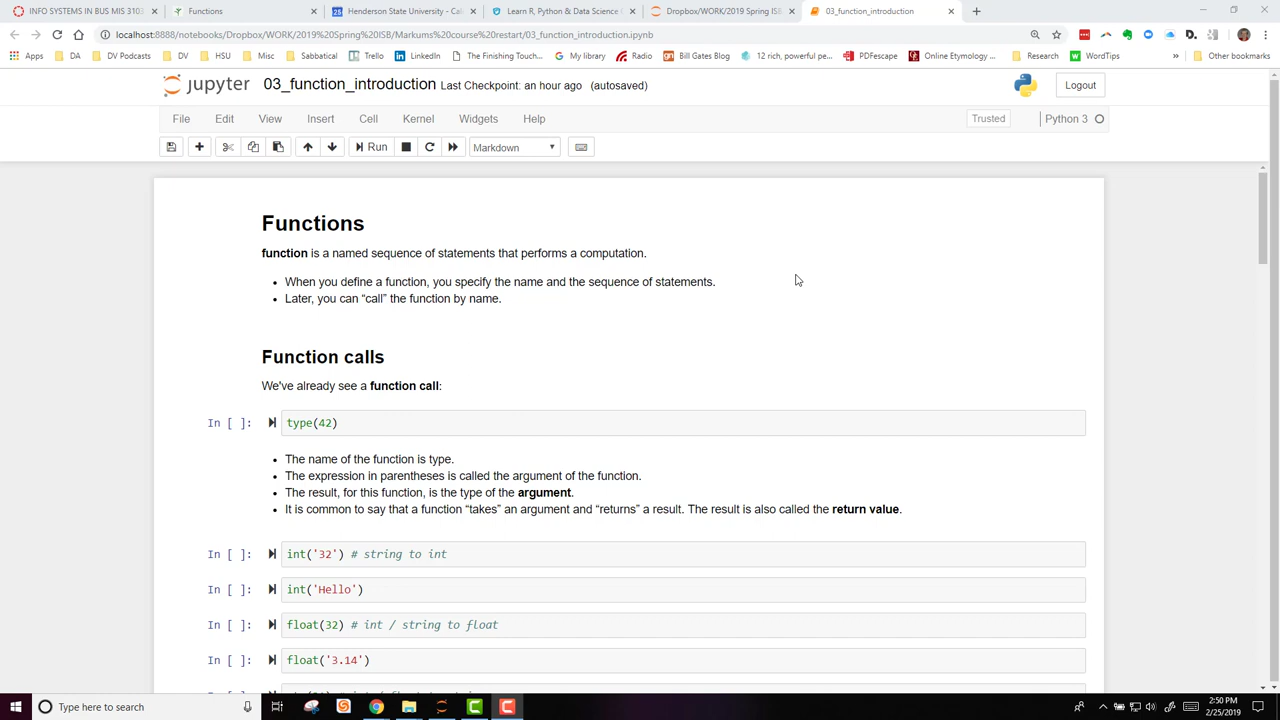 INFO SYSTEMS IN BUS MIS 3103
Functions
Henderson State University - Cal
Learn R, Python & Data Science O
Dropbox/WORK/2019 Spring ISB/
03_function_introduction
localhost:8888/notebooks/Dropbox/WORK/2019%20Spring%20ISB/Markus%20course%20restart/03_function_introduction.ipynb
Apps DA DV Podcasts DV HSU Misc Sabbatical Trello LinkedIn The Finishing Touch... My library Radio Bill Gates Blog 12 rich, powerful pe... PDFescape Online Etymology ... Research WordTips » Other bookmarks
jupyter 03_function_introduction Last Checkpoint: an hour ago (autosaved) Logout
File Edit View Insert Cell Kernel Widgets Help Trusted Python 3
Run Markdown
Functions
function is a named sequence of statements that performs a computation.
• When you define a function, you specify the name and the sequence of statements.
• Later, you can “call” the function by name.
Function calls
We've already see a function call:
In [ ]: type(42)
• The name of the function is type.
• The expression in parentheses is called the argument of the function.
• The result, for this function, is the type of the argument.
• It is common to say that a function “takes” an argument and “returns” a result. The result is also called the return value.
In [ ]: int('32') # string to int
In [ ]: int('Hello')
In [ ]: float(32) # int / string to float
In [ ]: float('3.14')
Type here to search
2:50 PM
2/25/2019